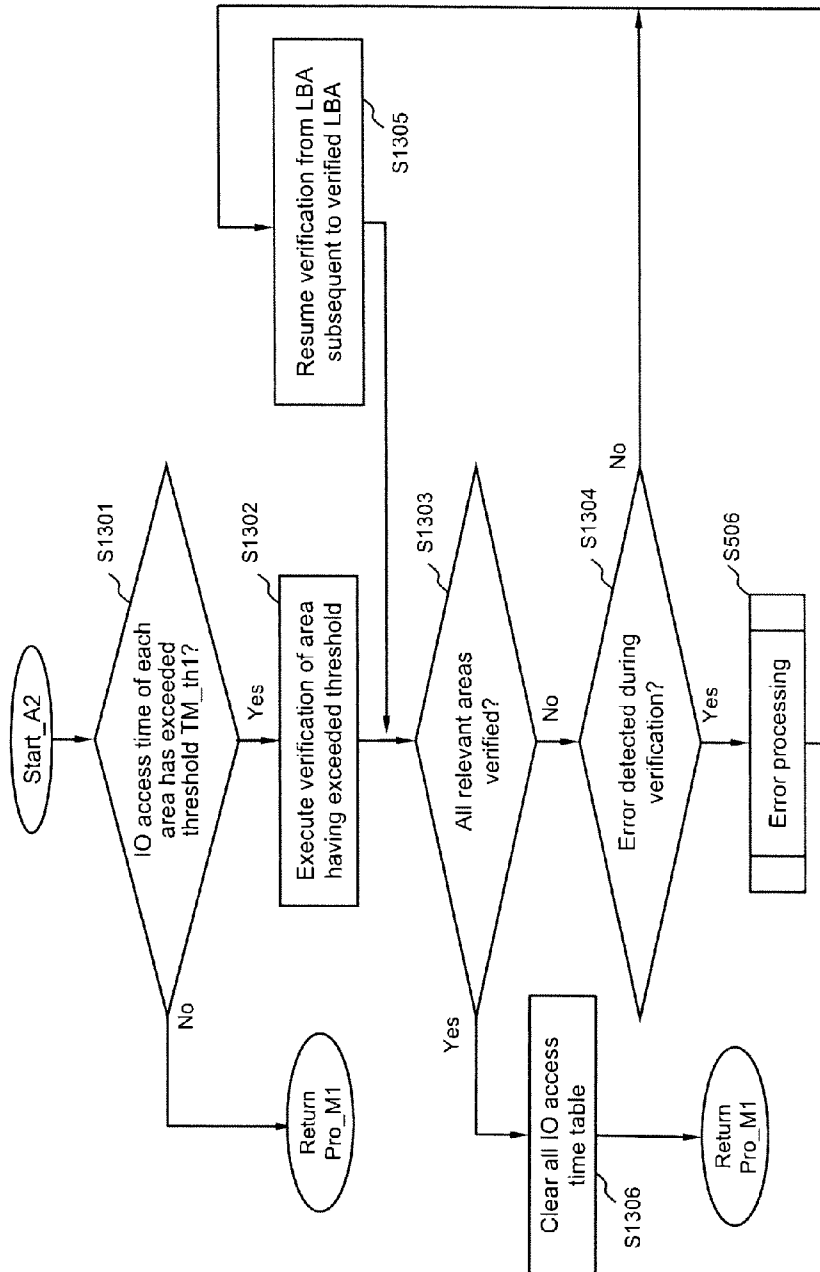 Start_A2
IO access time of each
area has exceeded
threshold TM_th1?
S1301
No
Yes
Return
Pro_M1
Execute verification of area
having exceeded threshold
S1302
Resume verification from LBA
subsequent to verified LBA
S1305
All relevant areas
verified?
S1303
Yes
No
Clear all IO access
time table
S1306
Return
Pro_M1
Error detected during
verification?
S1304
No
Yes
Error processing
S506